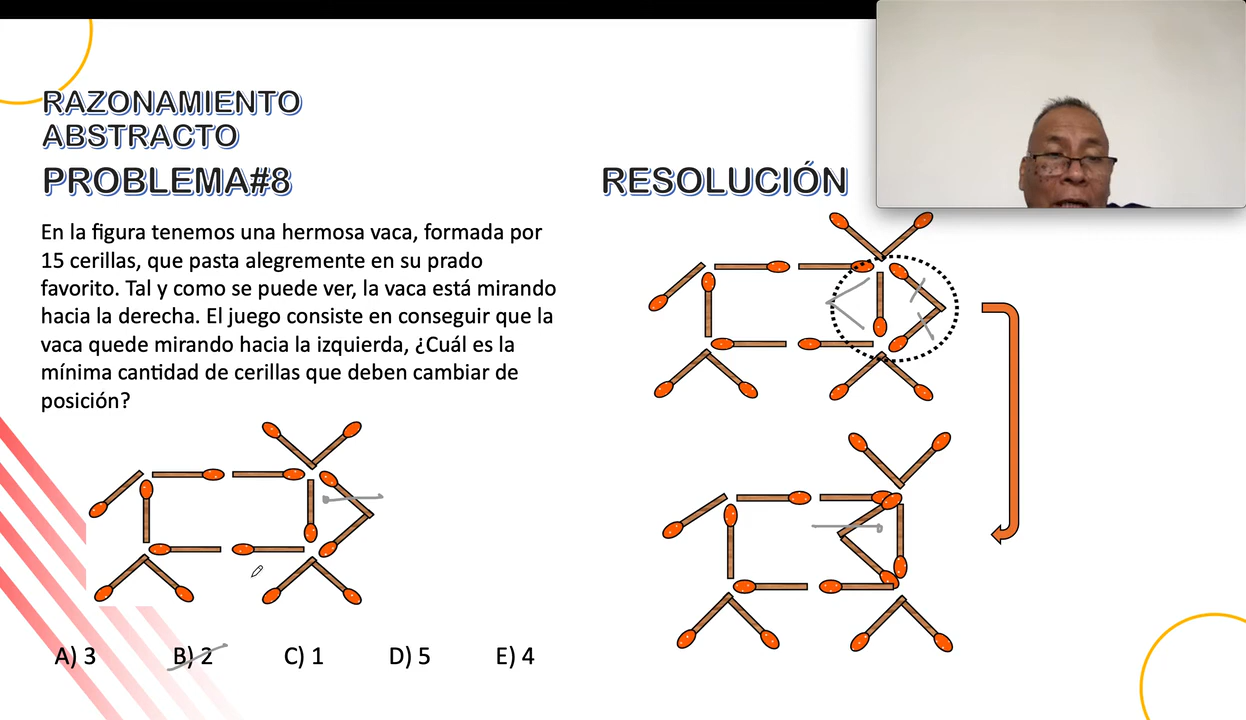 RAZONAMIENTO
ABSTRACTO
PROBLEMA#8
En la figura tenemos una hermosa vaca, formada por
15 cerillas, que pasta alegremente en su prado
favorito. Tal y como se puede ver, la vaca está mirando
hacia la derecha. El juego consiste en conseguir que la
vaca quede mirando hacia la izquierda, ¿Cuál es la
mínima cantidad de cerillas que deben cambiar de
posición?
A) 3 B) 2 C) 1 D) 5 E) 4
RESOLUCIÓN